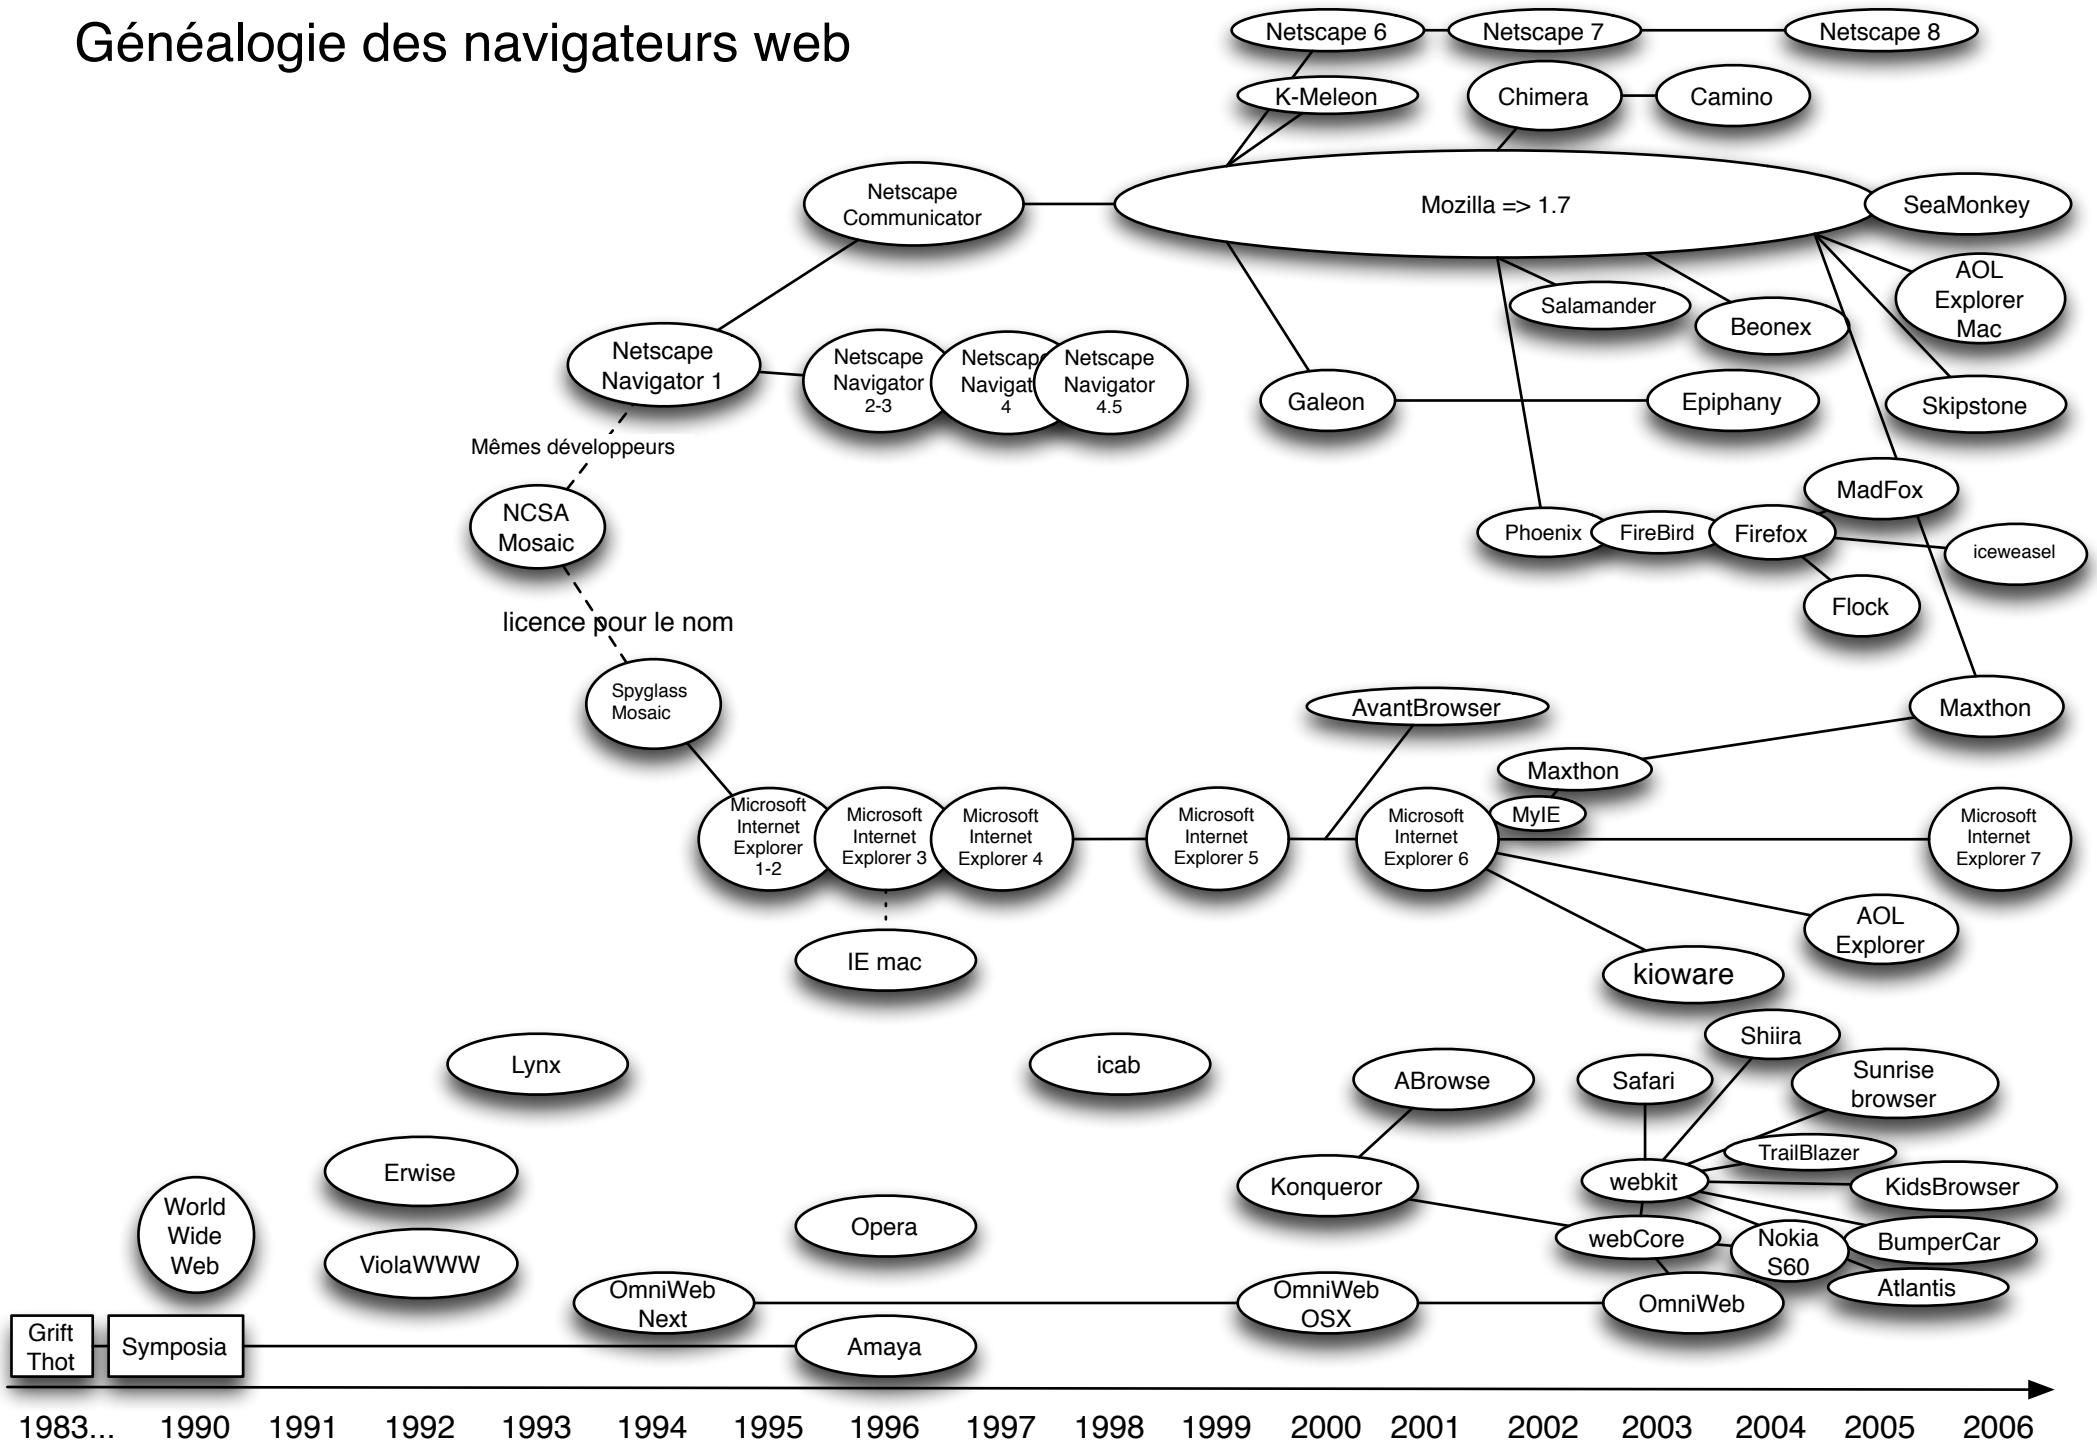 Généalogie des navigateurs web
Netscape 6
Netscape 7
Netscape 8
K-Meleon
Chimera
Camino
Netscape
Communicator
Mozilla => 1.7
SeaMonkey
AOL
Explorer
Mac
Salamander
Beonex
Netscape
Navigator 1
Netscape
Navigator
2-3
Netscape
Navigat
4
Netscape
Navigator
4.5
Galeon
Epiphany
Skipstone
Mêmes développeurs
NCSA
Mosaic
MadFox
Phoenix
FireBird
Firefox
iceweasel
Flock
licence pour le nom
Spyglass
Mosaic
AvantBrowser
Maxthon
Maxthon
MyIE
Microsoft
Internet
Explorer
1-2
Microsoft
Internet
Explorer 3
Microsoft
Internet
Explorer 4
Microsoft
Internet
Explorer 5
Microsoft
Internet
Explorer 6
Microsoft
Internet
Explorer 7
IE mac
AOL
Explorer
kioware
Lynx
icab
ABrowse
Safari
Shiira
Sunrise
browser
Erwise
TrailBlazer
World
Wide
Web
Konqueror
webkit
KidsBrowser
Opera
ViolaWWW
webCore
Nokia
S60
BumperCar
OmniWeb
Next
OmniWeb
OSX
OmniWeb
Atlantis
Grift
Thot
Symposia
Amaya
1983... 1990 1991 1992 1993 1994 1995 1996 1997 1998 1999 2000 2001 2002 2003 2004 2005 2006